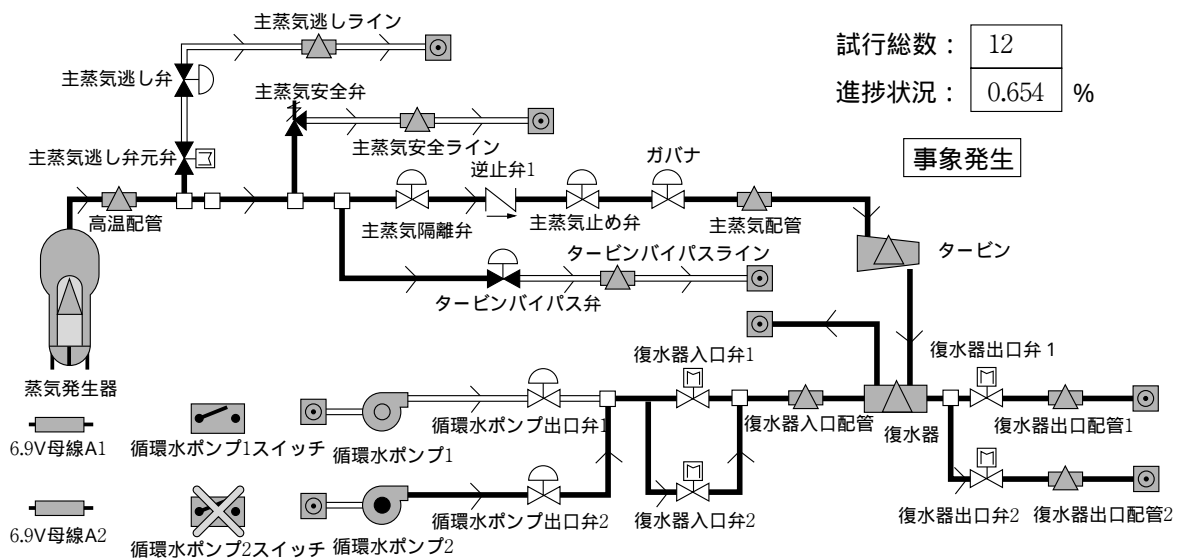 主蒸気逃しライン
試行総数： 12
主蒸気逃し弁
主蒸気安全弁
進捗状況： 0.654 %
主蒸気逃し弁元弁
M
主蒸気安全ライン
逆止弁1
ガバナ
事象発生
高温配管
主蒸気隔離弁
主蒸気止め弁
主蒸気配管
タービン
タービンバイパスライン
タービンバイパス弁
蒸気発生器
復水器入口弁1
復水器出口弁１
M
M
6.9V母線A1
循環水ポンプ1スイッチ
循環水ポンプ1
循環水ポンプ出口弁1
復水器入口配管
復水器
復水器出口配管1
M
M
6.9V母線A2
循環水ポンプ2スイッチ
循環水ポンプ2
循環水ポンプ出口弁2
復水器入口弁2
復水器出口弁2
復水器出口配管2